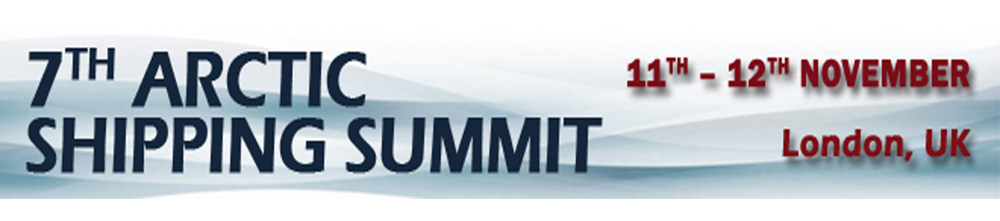 7TH ARCTIC
SHIPPING SUMMIT
11TH – 12TH NOVEMBER
London, UK